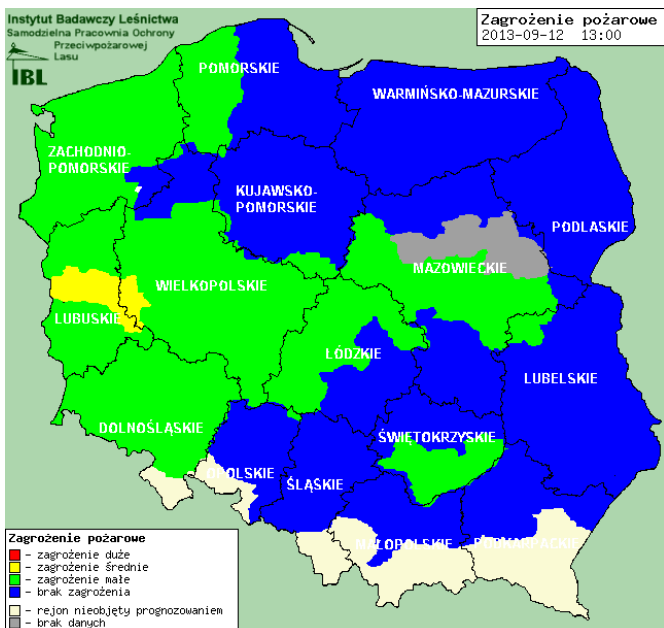 Instytut Badawczy Leśnictwa
Samodzielna Pracownia Ochrony
Przeciwpożarowej
Lasu
IBL
Zagrożenie pożarowe
2013-09-12 13:00
POMORSKIE
WARMIŃSKO-MAZURSKIE
ZACHODNIO-
POMORSKIE
KUJAWSKO-
POMORSKIE
PODLASKIE
MAZOWIECKIE
WIELKOPOLSKIE
LUBUSKIE
ŁÓDZKIE
LUBELSKIE
DOLNOŚLĄSKIE
ŚWIĘTOKRZYSKIE
OPOLSKIE
ŚLĄSKIE
MAŁOPOLSKIE
PODKARPACKIE
Zagrożenie pożarowe
- zagrożenie duże
- zagrożenie średnie
- zagrożenie małe
- brak zagrożenia
- rejon nieobjęty prognozowaniem
- brak danych